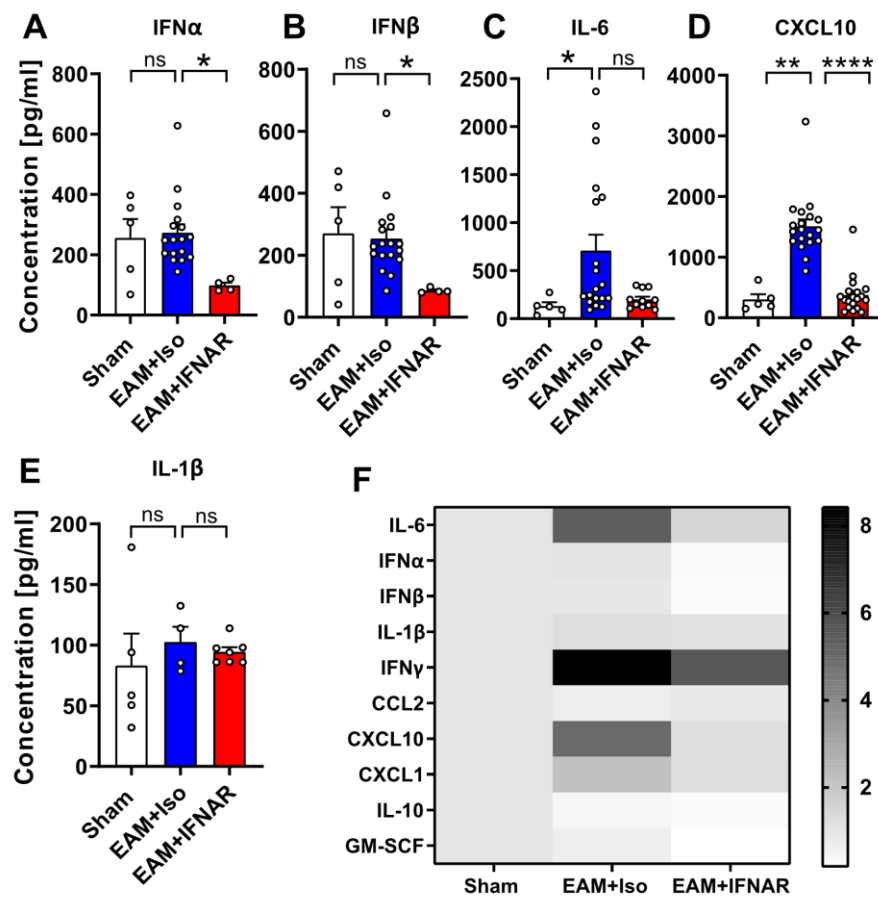 A IFNα
ns *
Concentration [pg/ml]
800
600
400
200
0
Sham
EAM+Iso
EAM+IFNAR
B IFNβ
ns *
800
600
400
200
0
Sham
EAM+Iso
EAM+IFNAR
C IL-6
* ns
2500
2000
1500
1000
500
0
Sham
EAM+Iso
EAM+IFNAR
D CXCL10
** ****
4000
3000
2000
1000
0
Sham
EAM+Iso
EAM+IFNAR
E IL-1β
ns ns
Concentration [pg/ml]
200
150
100
50
0
Sham
EAM+Iso
EAM+IFNAR
F
IL-6
IFNα
IFNβ
IL-1β
IFNγ
CCL2
CXCL10
CXCL1
IL-10
GM-SCF
Sham EAM+Iso EAM+IFNAR
8
6
4
2